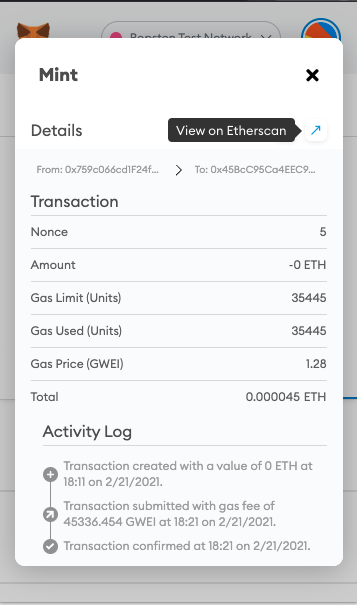 Ropsten Test Network
Mint
Details
View on Etherscan
From: 0x759c066cd1F24f...
To: 0x45BcC95Ca4EEC9...
Transaction
Nonce 5
Amount -0 ETH
Gas Limit (Units) 35445
Gas Used (Units) 35445
Gas Price (GWEI) 1.28
Total 0.000045 ETH
Activity Log
Transaction created with a value of 0 ETH at
18:11 on 2/21/2021.
Transaction submitted with gas fee of
45336.454 GWEI at 18:21 on 2/21/2021.
Transaction confirmed at 18:21 on 2/21/2021.